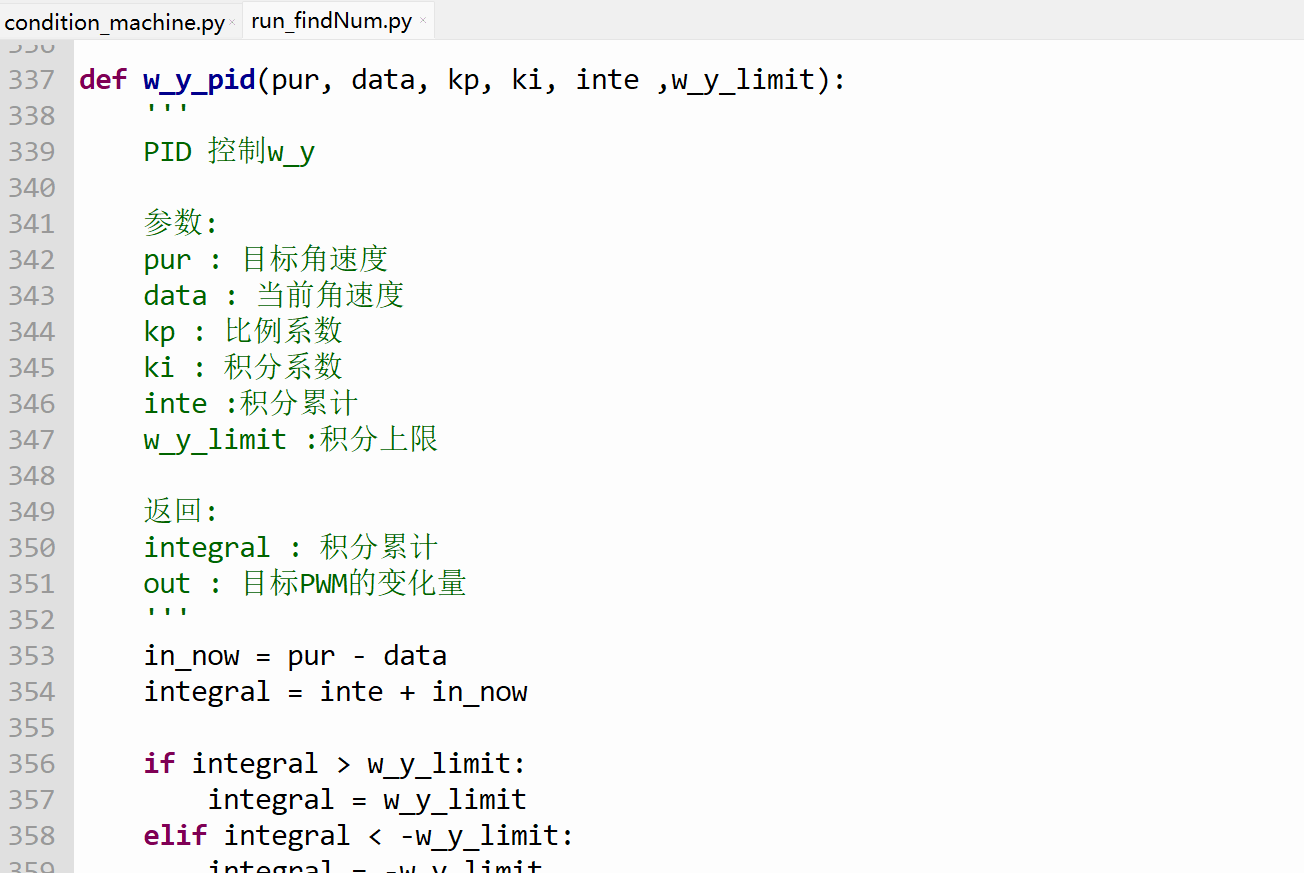 condition_machine.py× run_findNum.py×
336
337 def w_y_pid(pur, data, kp, ki, inte ,w_y_limit):
338     '''
339     PID 控制w_y
340
341     参数:
342     pur : 目标角速度
343     data : 当前角速度
344     kp : 比例系数
345     ki : 积分系数
346     inte :积分累计
347     w_y_limit :积分上限
348
349     返回:
350     integral : 积分累计
351     out : 目标PWM的变化量
352     '''
353     in_now = pur - data
354     integral = inte + in_now
355
356     if integral > w_y_limit:
357         integral = w_y_limit
358     elif integral < -w_y_limit:
359         integral = -w_y_limit